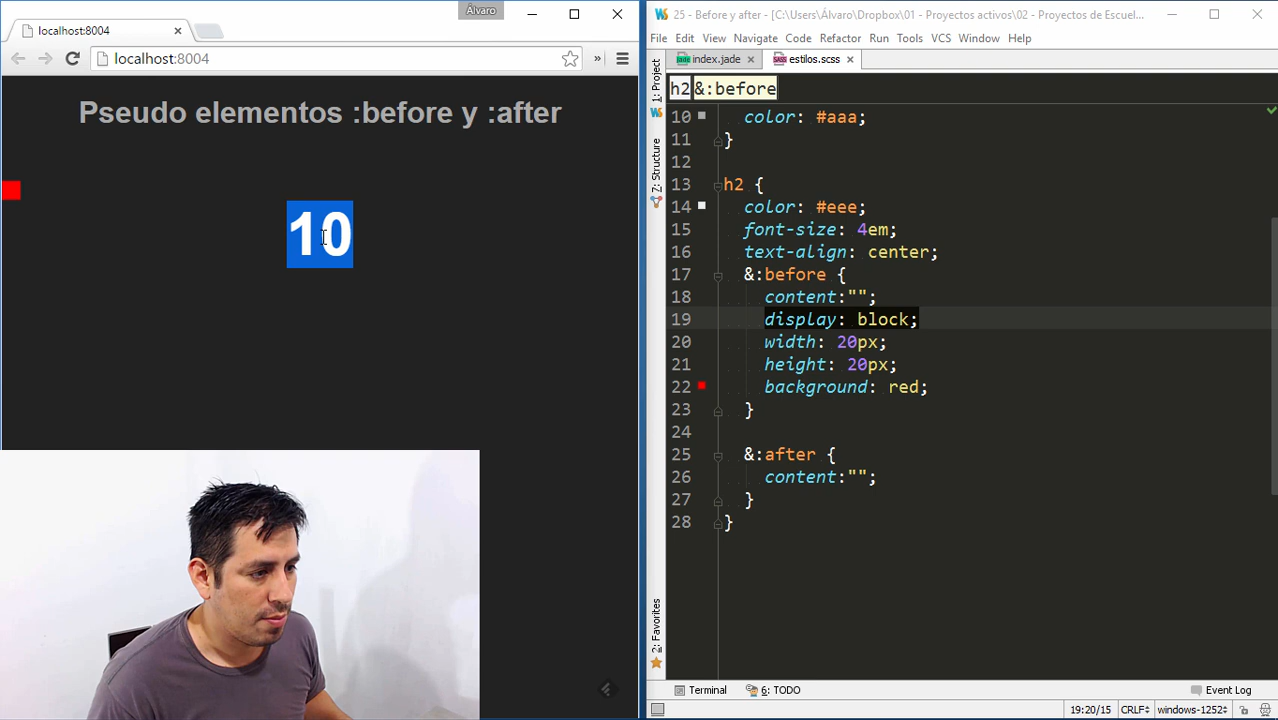 Álvaro
localhost:8004
localhost:8004
Pseudo elementos :before y :after
10
25 - Before y after - [C:\Users\Álvaro\Dropbox\01 - Proyectos activos\02 - Proyectos de Escuel...
File Edit View Navigate Code Refactor Run Tools VCS Window Help
index.jade estilos.scss
h2 &:before
1: Project
Z: Structure
2: Favorites
10 color: #aaa;
11 }
12
13 h2 {
14 color: #eee;
15 font-size: 4em;
16 text-align: center;
17 &:before {
18 content:"";
19 display: block;
20 width: 20px;
21 height: 20px;
22 background: red;
23 }
24
25 &:after {
26 content:"";
27 }
28 }
Terminal 6: TODO Event Log
19:20/15 CRLF windows-1252